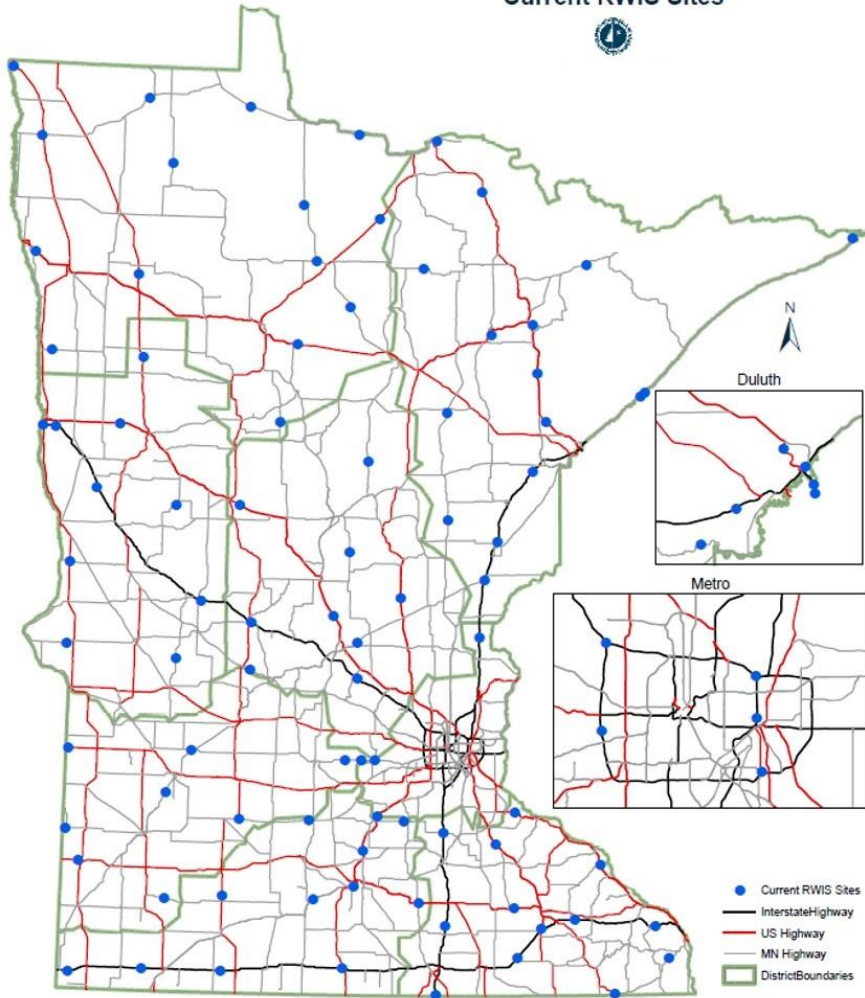 Current RWIS Sites
N
Duluth
Metro
Current RWIS Sites
InterstateHighway
US Highway
MN Highway
DistrictBoundaries